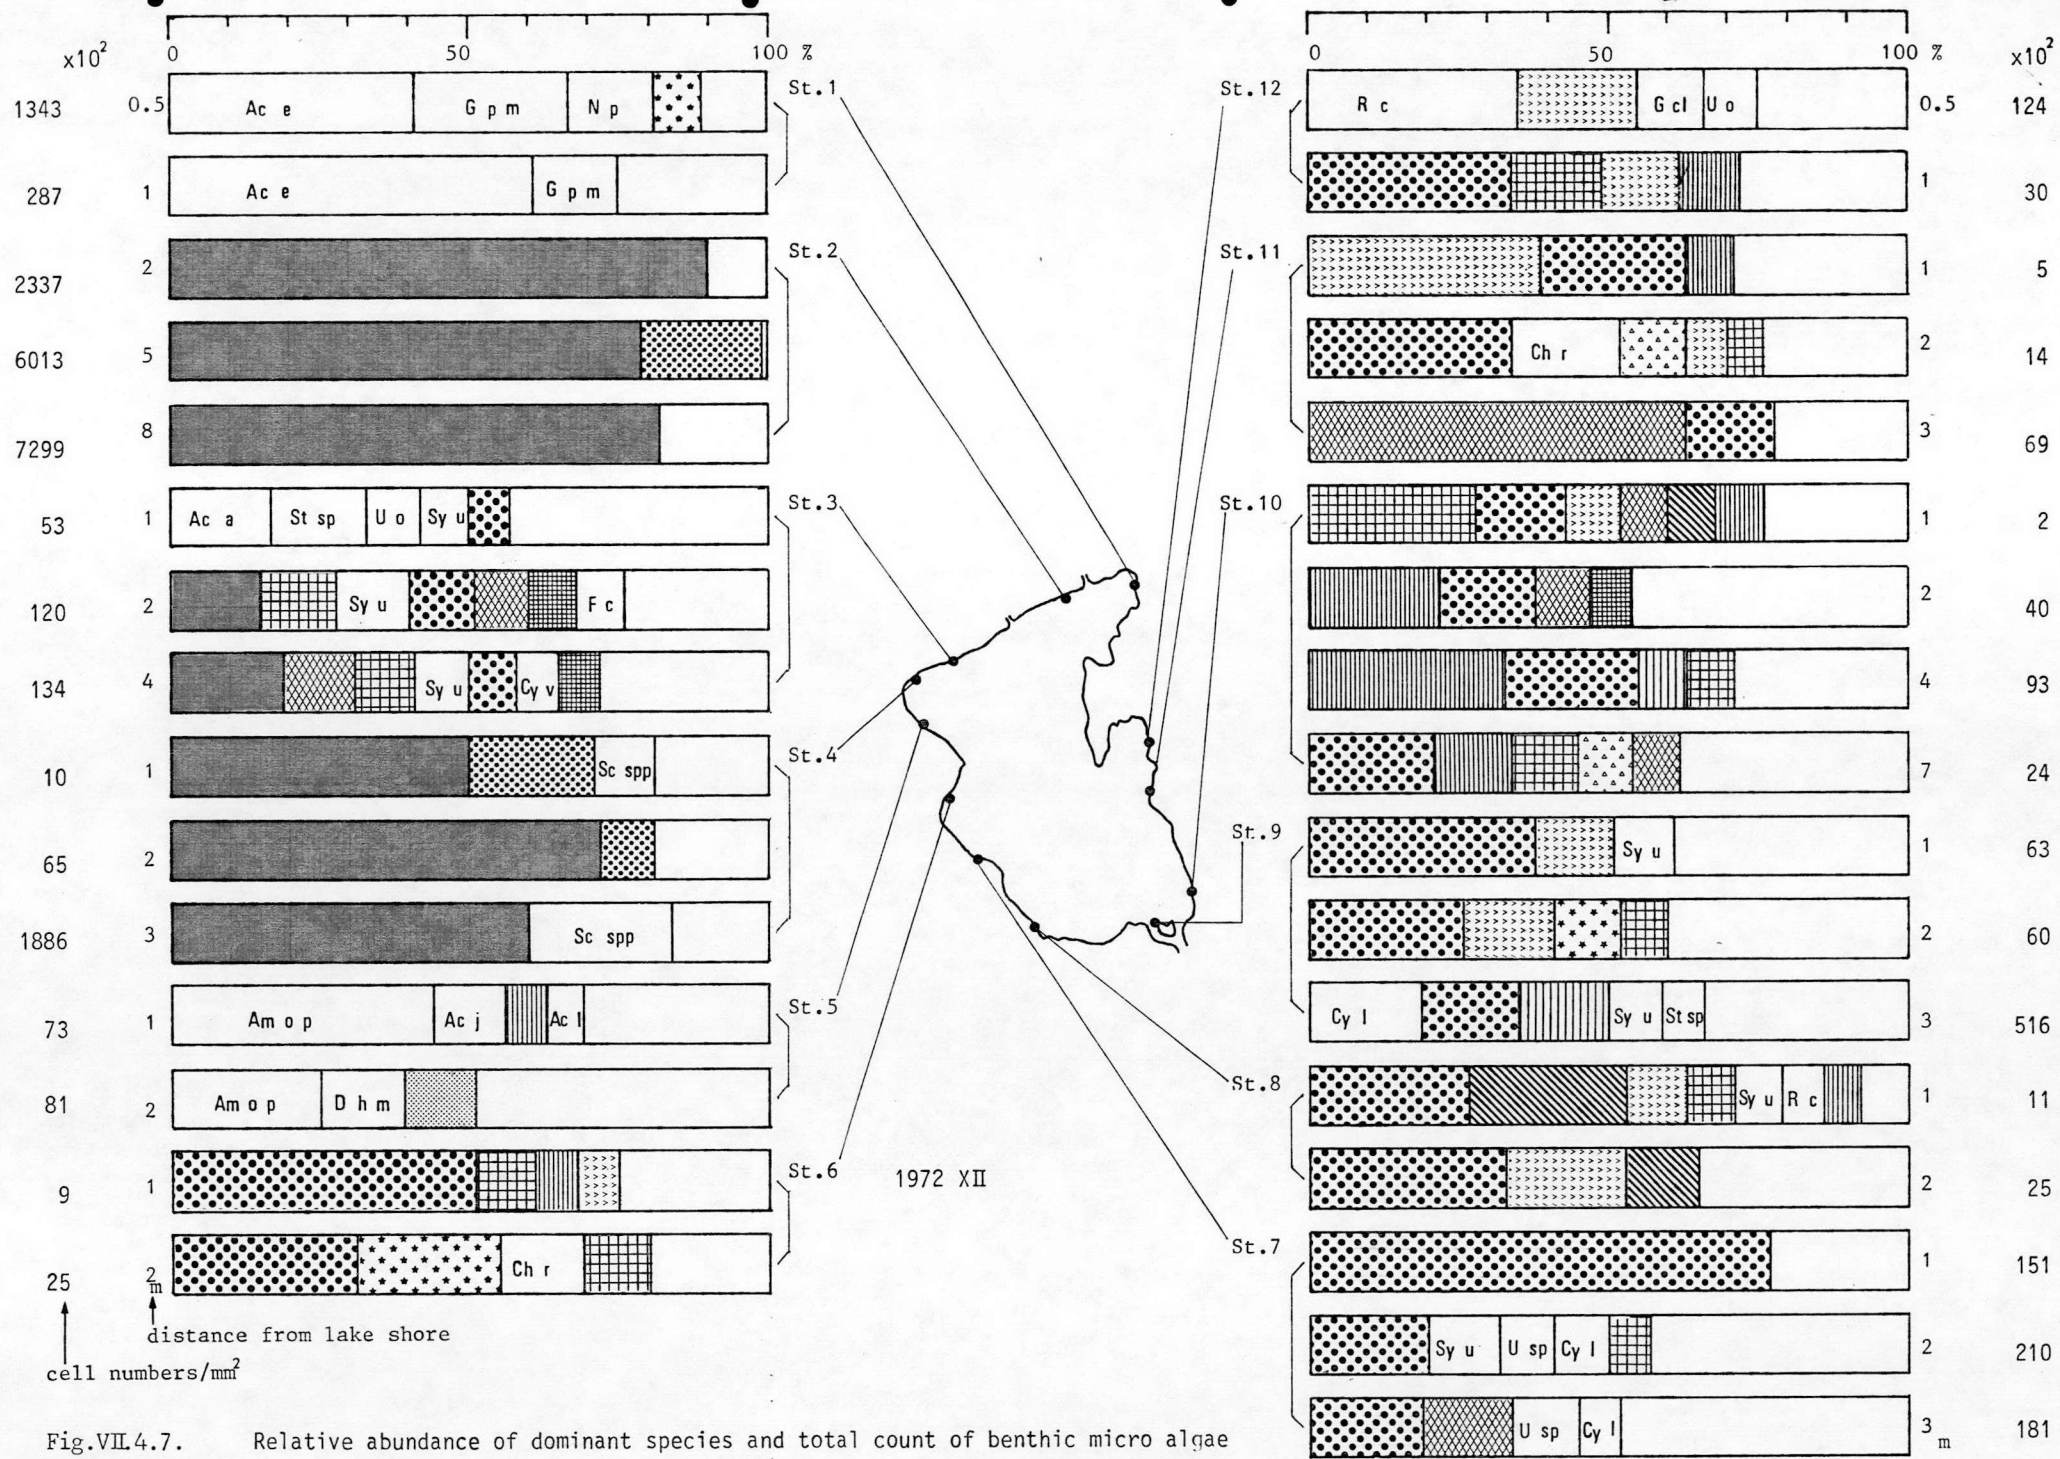 0 50 100 %
x10²
1343 0.5 Ac e G p m N p
St.1
287 1 Ac e G p m
2337 2
St.2
6013 5
7299 8
53 1 Ac a St sp U o Sy u
St.3
120 2 Sy u F c
134 4 Sy u Cy v
10 1 Sc spp
St.4
65 2
1886 3 Sc spp
73 1 Am o p Ac j Ac l
St.5
81 2 Am o p D h m
9 1
St.6
25 2 m Ch r
distance from lake shore
cell numbers/mm²
1972 XII
0 50 100 % x10²
St.12
R c G cl U o 0.5 124
1 30
St.11
1 5
Ch r 2 14
3 69
St.10
1 2
2 40
4 93
7 24
St.9
Sy u 1 63
2 60
Cy l Sy u St sp 3 516
St.8
Sy u R c 1 11
2 25
St.7
1 151
Sy u U sp Cy l 2 210
U sp Cy l 3 m 181
Fig.VII.4.7. Relative abundance of dominant species and total count of benthic micro algae